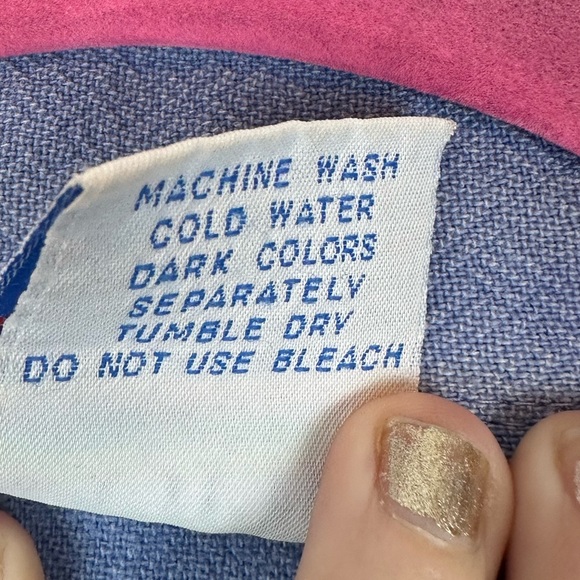 MACHINE WASH
COLD WATER
DARK COLORS
SEPARATELY
TUMBLE DRY
DO NOT USE BLEACH